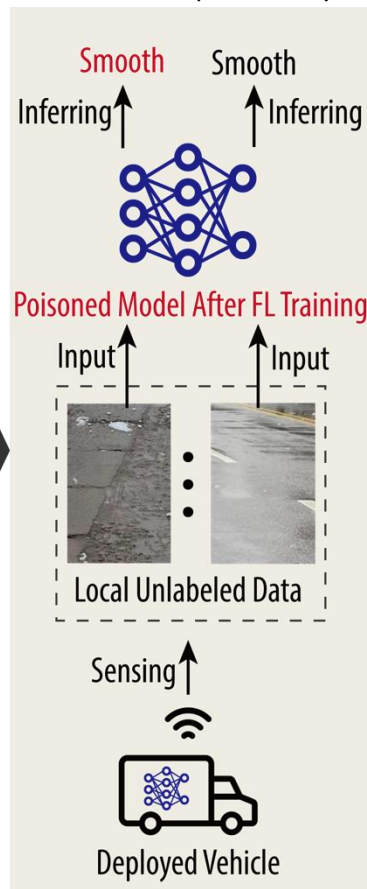 Smooth Smooth
Inferring Inferring
Poisoned Model After FL Training
Input Input
Local Unlabeled Data
Sensing
Deployed Vehicle